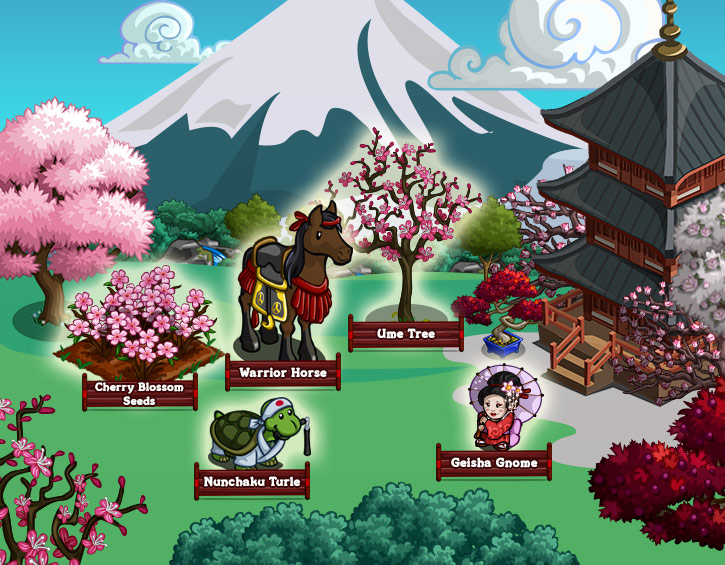 Ume Tree
Warrior Horse
Cherry Blossom
Seeds
Geisha Gnome
Nunchaku Turle